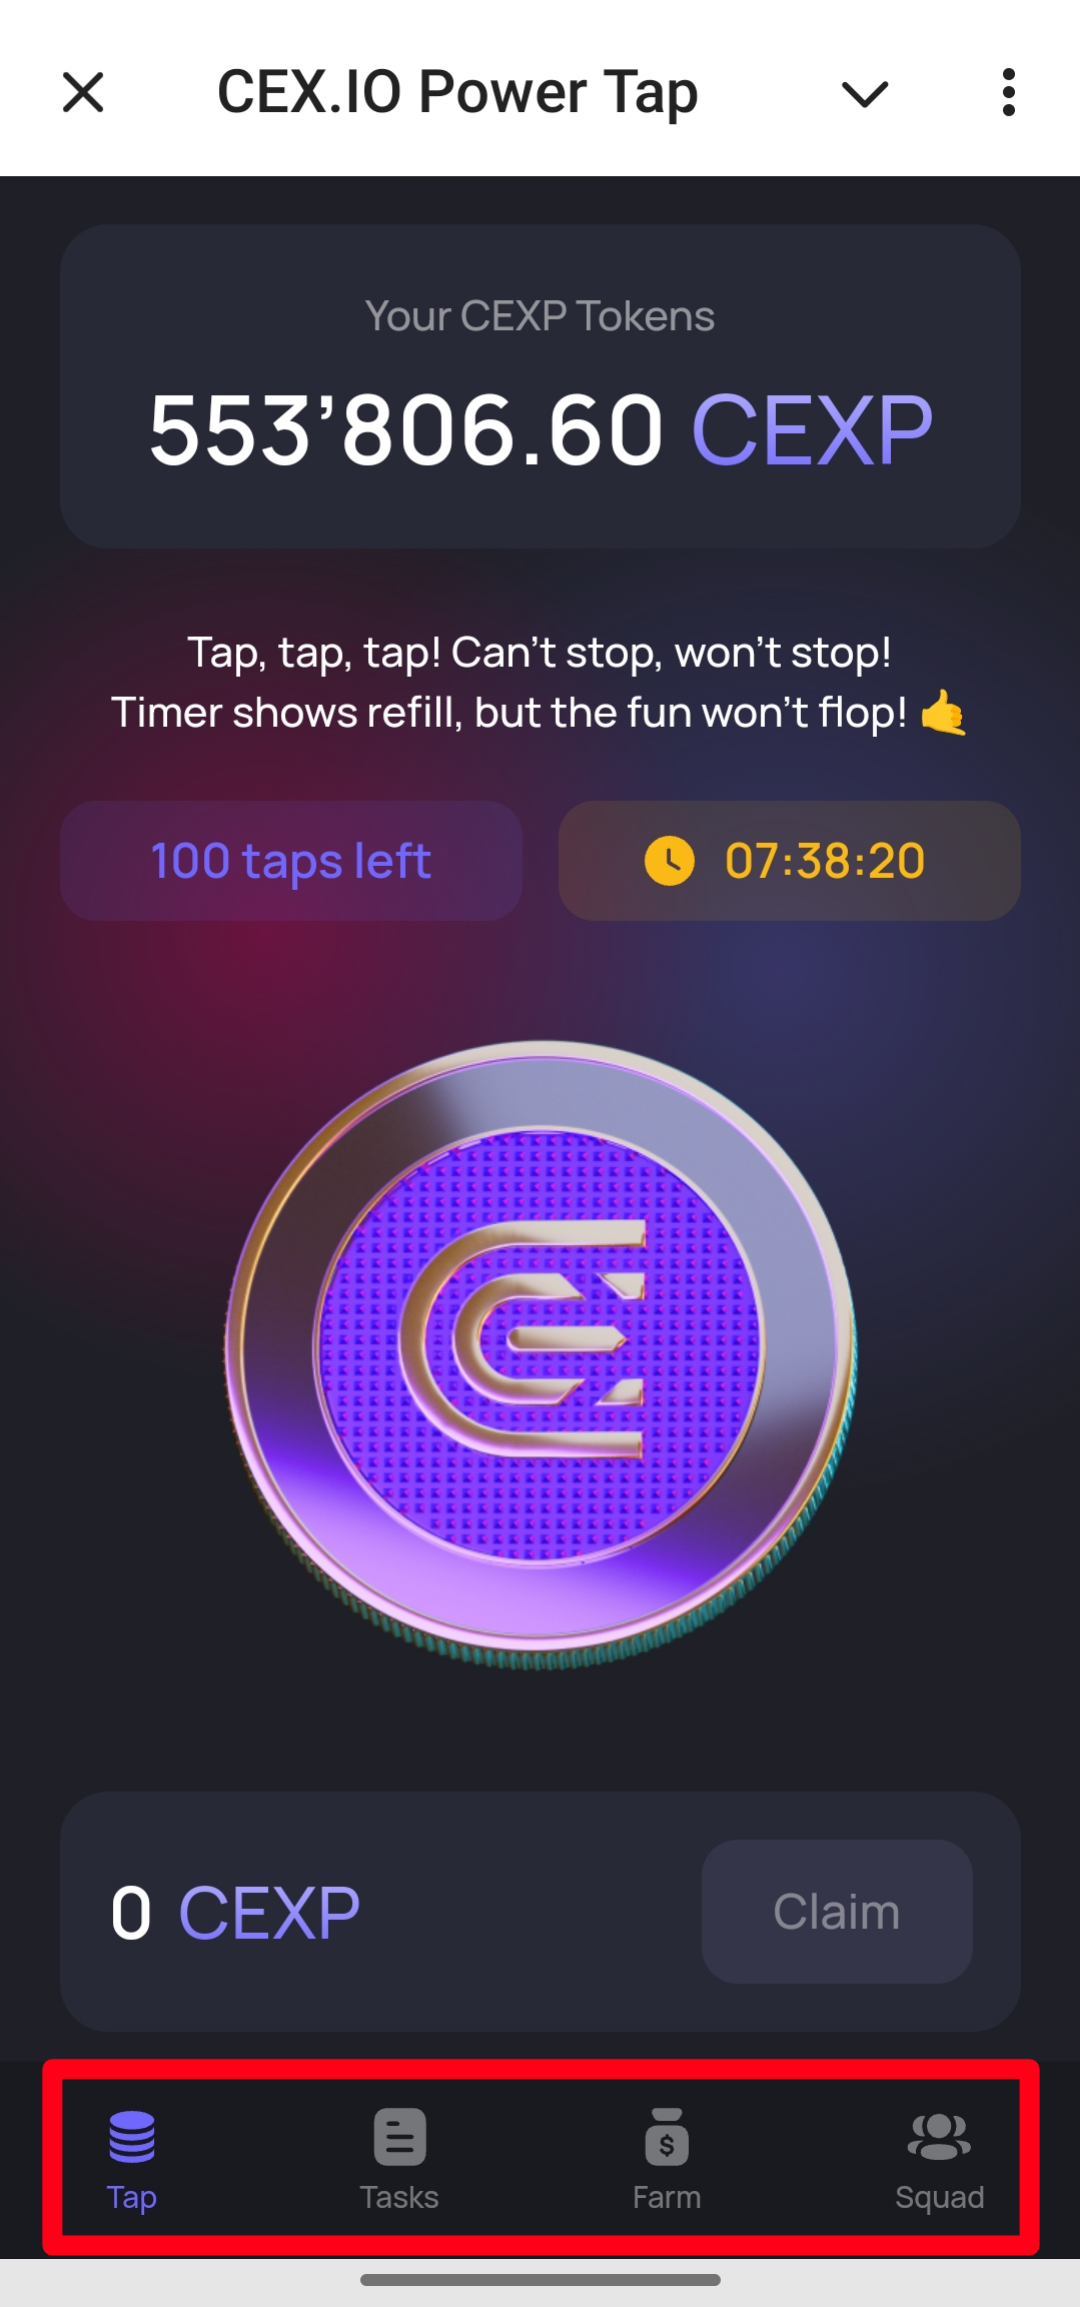 CEX.IO Power Tap
Your CEXP Tokens
553’806.60 CEXP
Tap, tap, tap! Can’t stop, won’t stop!
Timer shows refill, but the fun won’t flop! 🤙
100 taps left
07:38:20
0 CEXP
Claim
Tap
Tasks
Farm
Squad